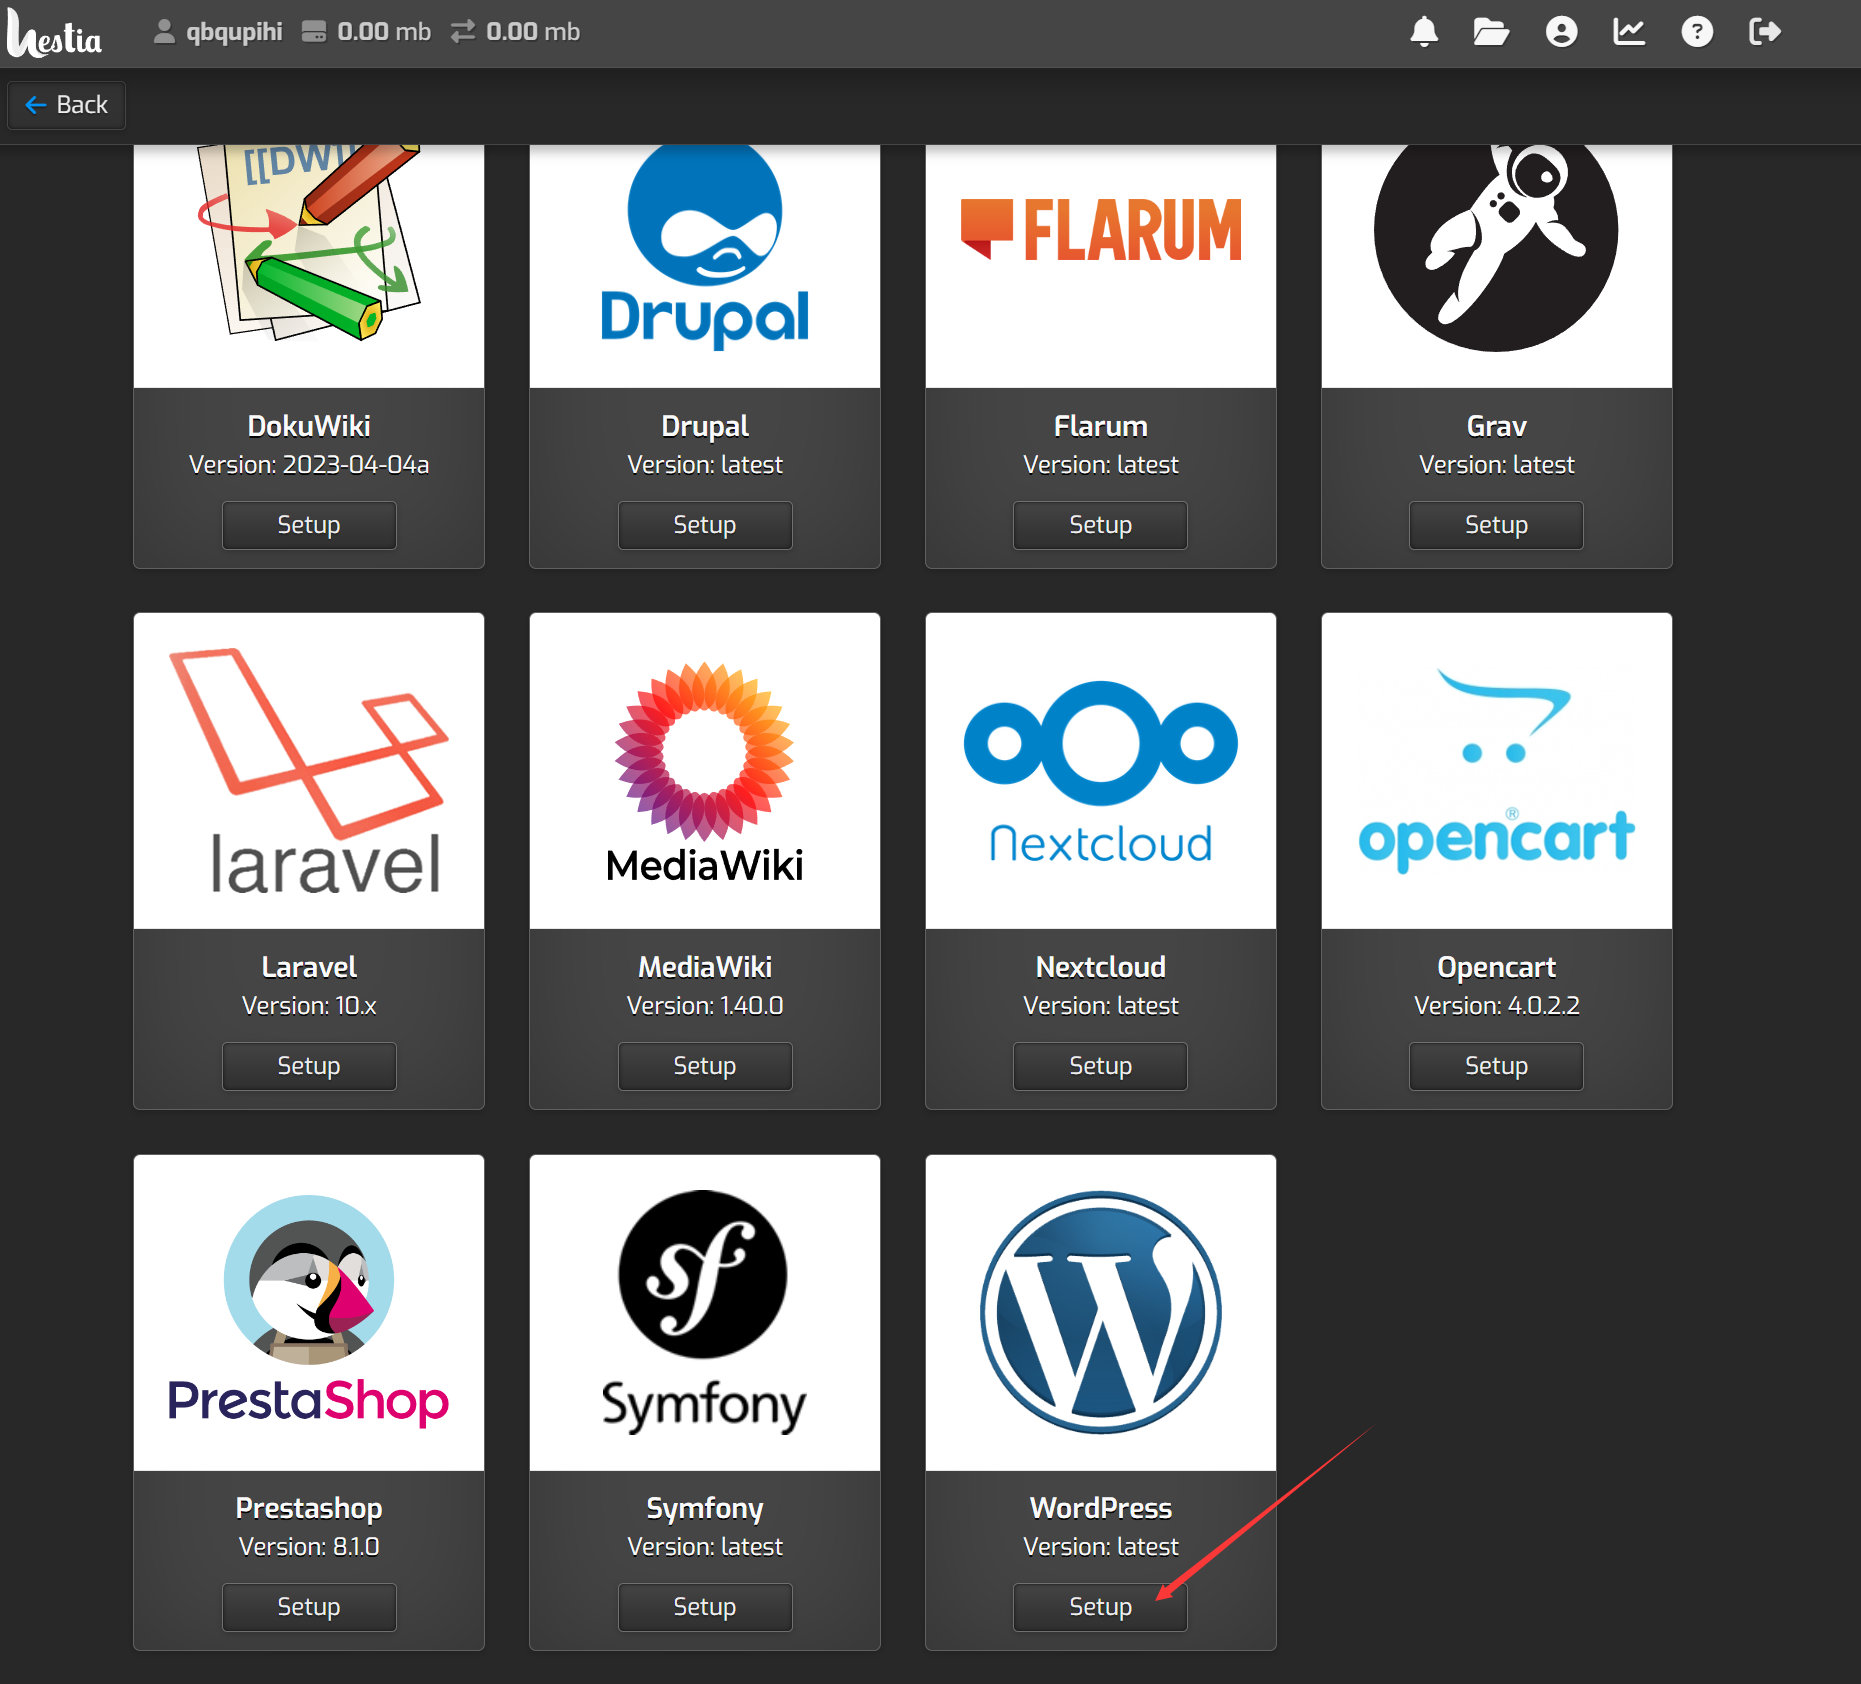 hestia qbqupihi 0.00 mb 0.00 mb
Back
[[DW]]
Drupal
FLARUM
DokuWiki
Version: 2023-04-04a
Setup
Drupal
Version: latest
Setup
Flarum
Version: latest
Setup
Grav
Version: latest
Setup
laravel
MediaWiki
Nextcloud
opencart®
Laravel
Version: 10.x
Setup
MediaWiki
Version: 1.40.0
Setup
Nextcloud
Version: latest
Setup
Opencart
Version: 4.0.2.2
Setup
PrestaShop
sf
Symfony
W
Prestashop
Version: 8.1.0
Setup
Symfony
Version: latest
Setup
WordPress
Version: latest
Setup